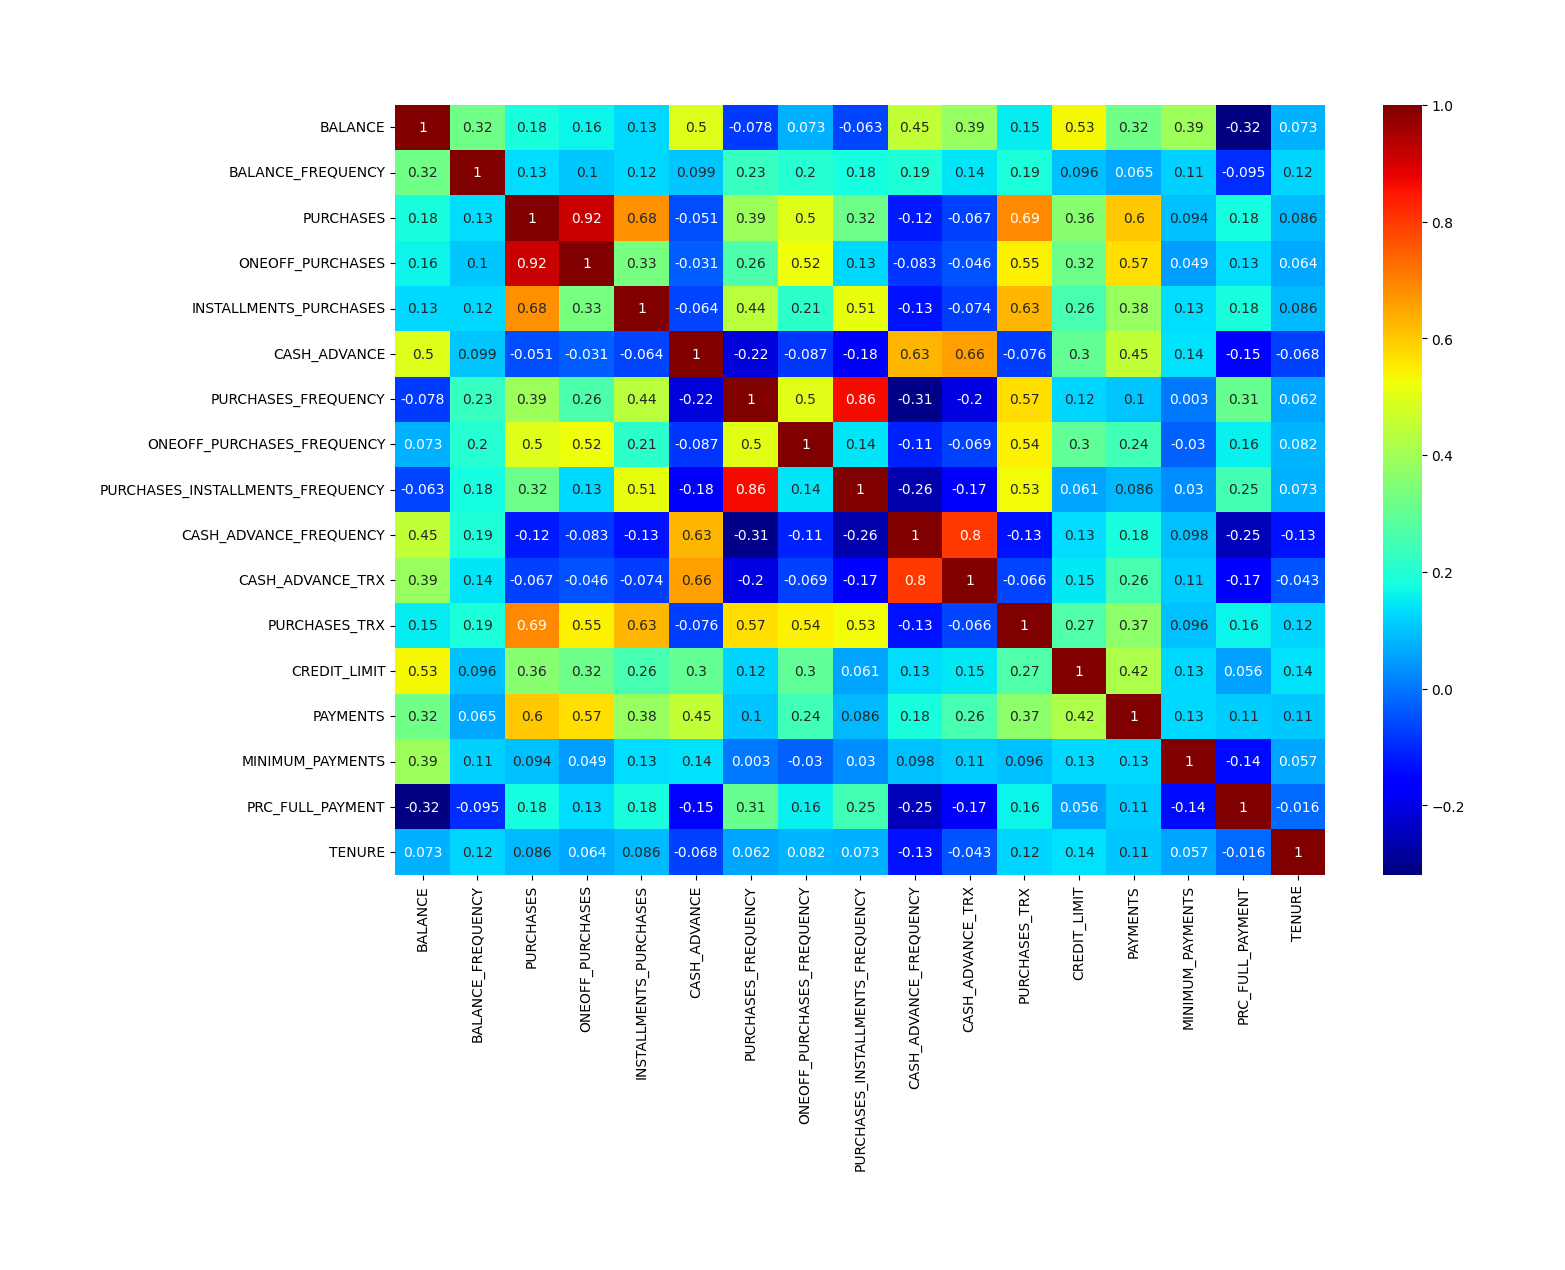 BALANCE 1 0.32 0.18 0.16 0.13 0.5 -0.078 0.073 -0.063 0.45 0.39 0.15 0.53 0.32 0.39 -0.32 0.073
BALANCE_FREQUENCY 0.32 1 0.13 0.1 0.12 0.099 0.23 0.2 0.18 0.19 0.14 0.19 0.096 0.065 0.11 -0.095 0.12
PURCHASES 0.18 0.13 1 0.92 0.68 -0.051 0.39 0.5 0.32 -0.12 -0.067 0.69 0.36 0.6 0.094 0.18 0.086
ONEOFF_PURCHASES 0.16 0.1 0.92 1 0.33 -0.031 0.26 0.52 0.13 -0.083 -0.046 0.55 0.32 0.57 0.049 0.13 0.064
INSTALLMENTS_PURCHASES 0.13 0.12 0.68 0.33 1 -0.064 0.44 0.21 0.51 -0.13 -0.074 0.63 0.26 0.38 0.13 0.18 0.086
CASH_ADVANCE 0.5 0.099 -0.051 -0.031 -0.064 1 -0.22 -0.087 -0.18 0.63 0.66 -0.076 0.3 0.45 0.14 -0.15 -0.068
PURCHASES_FREQUENCY -0.078 0.23 0.39 0.26 0.44 -0.22 1 0.5 0.86 -0.31 -0.2 0.57 0.12 0.1 0.003 0.31 0.062
ONEOFF_PURCHASES_FREQUENCY 0.073 0.2 0.5 0.52 0.21 -0.087 0.5 1 0.14 -0.11 -0.069 0.54 0.3 0.24 -0.03 0.16 0.082
PURCHASES_INSTALLMENTS_FREQUENCY -0.063 0.18 0.32 0.13 0.51 -0.18 0.86 0.14 1 -0.26 -0.17 0.53 0.061 0.086 0.03 0.25 0.073
CASH_ADVANCE_FREQUENCY 0.45 0.19 -0.12 -0.083 -0.13 0.63 -0.31 -0.11 -0.26 1 0.8 -0.13 0.13 0.18 0.098 -0.25 -0.13
CASH_ADVANCE_TRX 0.39 0.14 -0.067 -0.046 -0.074 0.66 -0.2 -0.069 -0.17 0.8 1 -0.066 0.15 0.26 0.11 -0.17 -0.043
PURCHASES_TRX 0.15 0.19 0.69 0.55 0.63 -0.076 0.57 0.54 0.53 -0.13 -0.066 1 0.27 0.37 0.096 0.16 0.12
CREDIT_LIMIT 0.53 0.096 0.36 0.32 0.26 0.3 0.12 0.3 0.061 0.13 0.15 0.27 1 0.42 0.13 0.056 0.14
PAYMENTS 0.32 0.065 0.6 0.57 0.38 0.45 0.1 0.24 0.086 0.18 0.26 0.37 0.42 1 0.13 0.11 0.11
MINIMUM_PAYMENTS 0.39 0.11 0.094 0.049 0.13 0.14 0.003 -0.03 0.03 0.098 0.11 0.096 0.13 0.13 1 -0.14 0.057
PRC_FULL_PAYMENT -0.32 -0.095 0.18 0.13 0.18 -0.15 0.31 0.16 0.25 -0.25 -0.17 0.16 0.056 0.11 -0.14 1 -0.016
TENURE 0.073 0.12 0.086 0.064 0.086 -0.068 0.062 0.082 0.073 -0.13 -0.043 0.12 0.14 0.11 0.057 -0.016 1
BALANCE
BALANCE_FREQUENCY
PURCHASES
ONEOFF_PURCHASES
INSTALLMENTS_PURCHASES
CASH_ADVANCE
PURCHASES_FREQUENCY
ONEOFF_PURCHASES_FREQUENCY
PURCHASES_INSTALLMENTS_FREQUENCY
CASH_ADVANCE_FREQUENCY
CASH_ADVANCE_TRX
PURCHASES_TRX
CREDIT_LIMIT
PAYMENTS
MINIMUM_PAYMENTS
PRC_FULL_PAYMENT
TENURE
1.0
0.8
0.6
0.4
0.2
0.0
−0.2